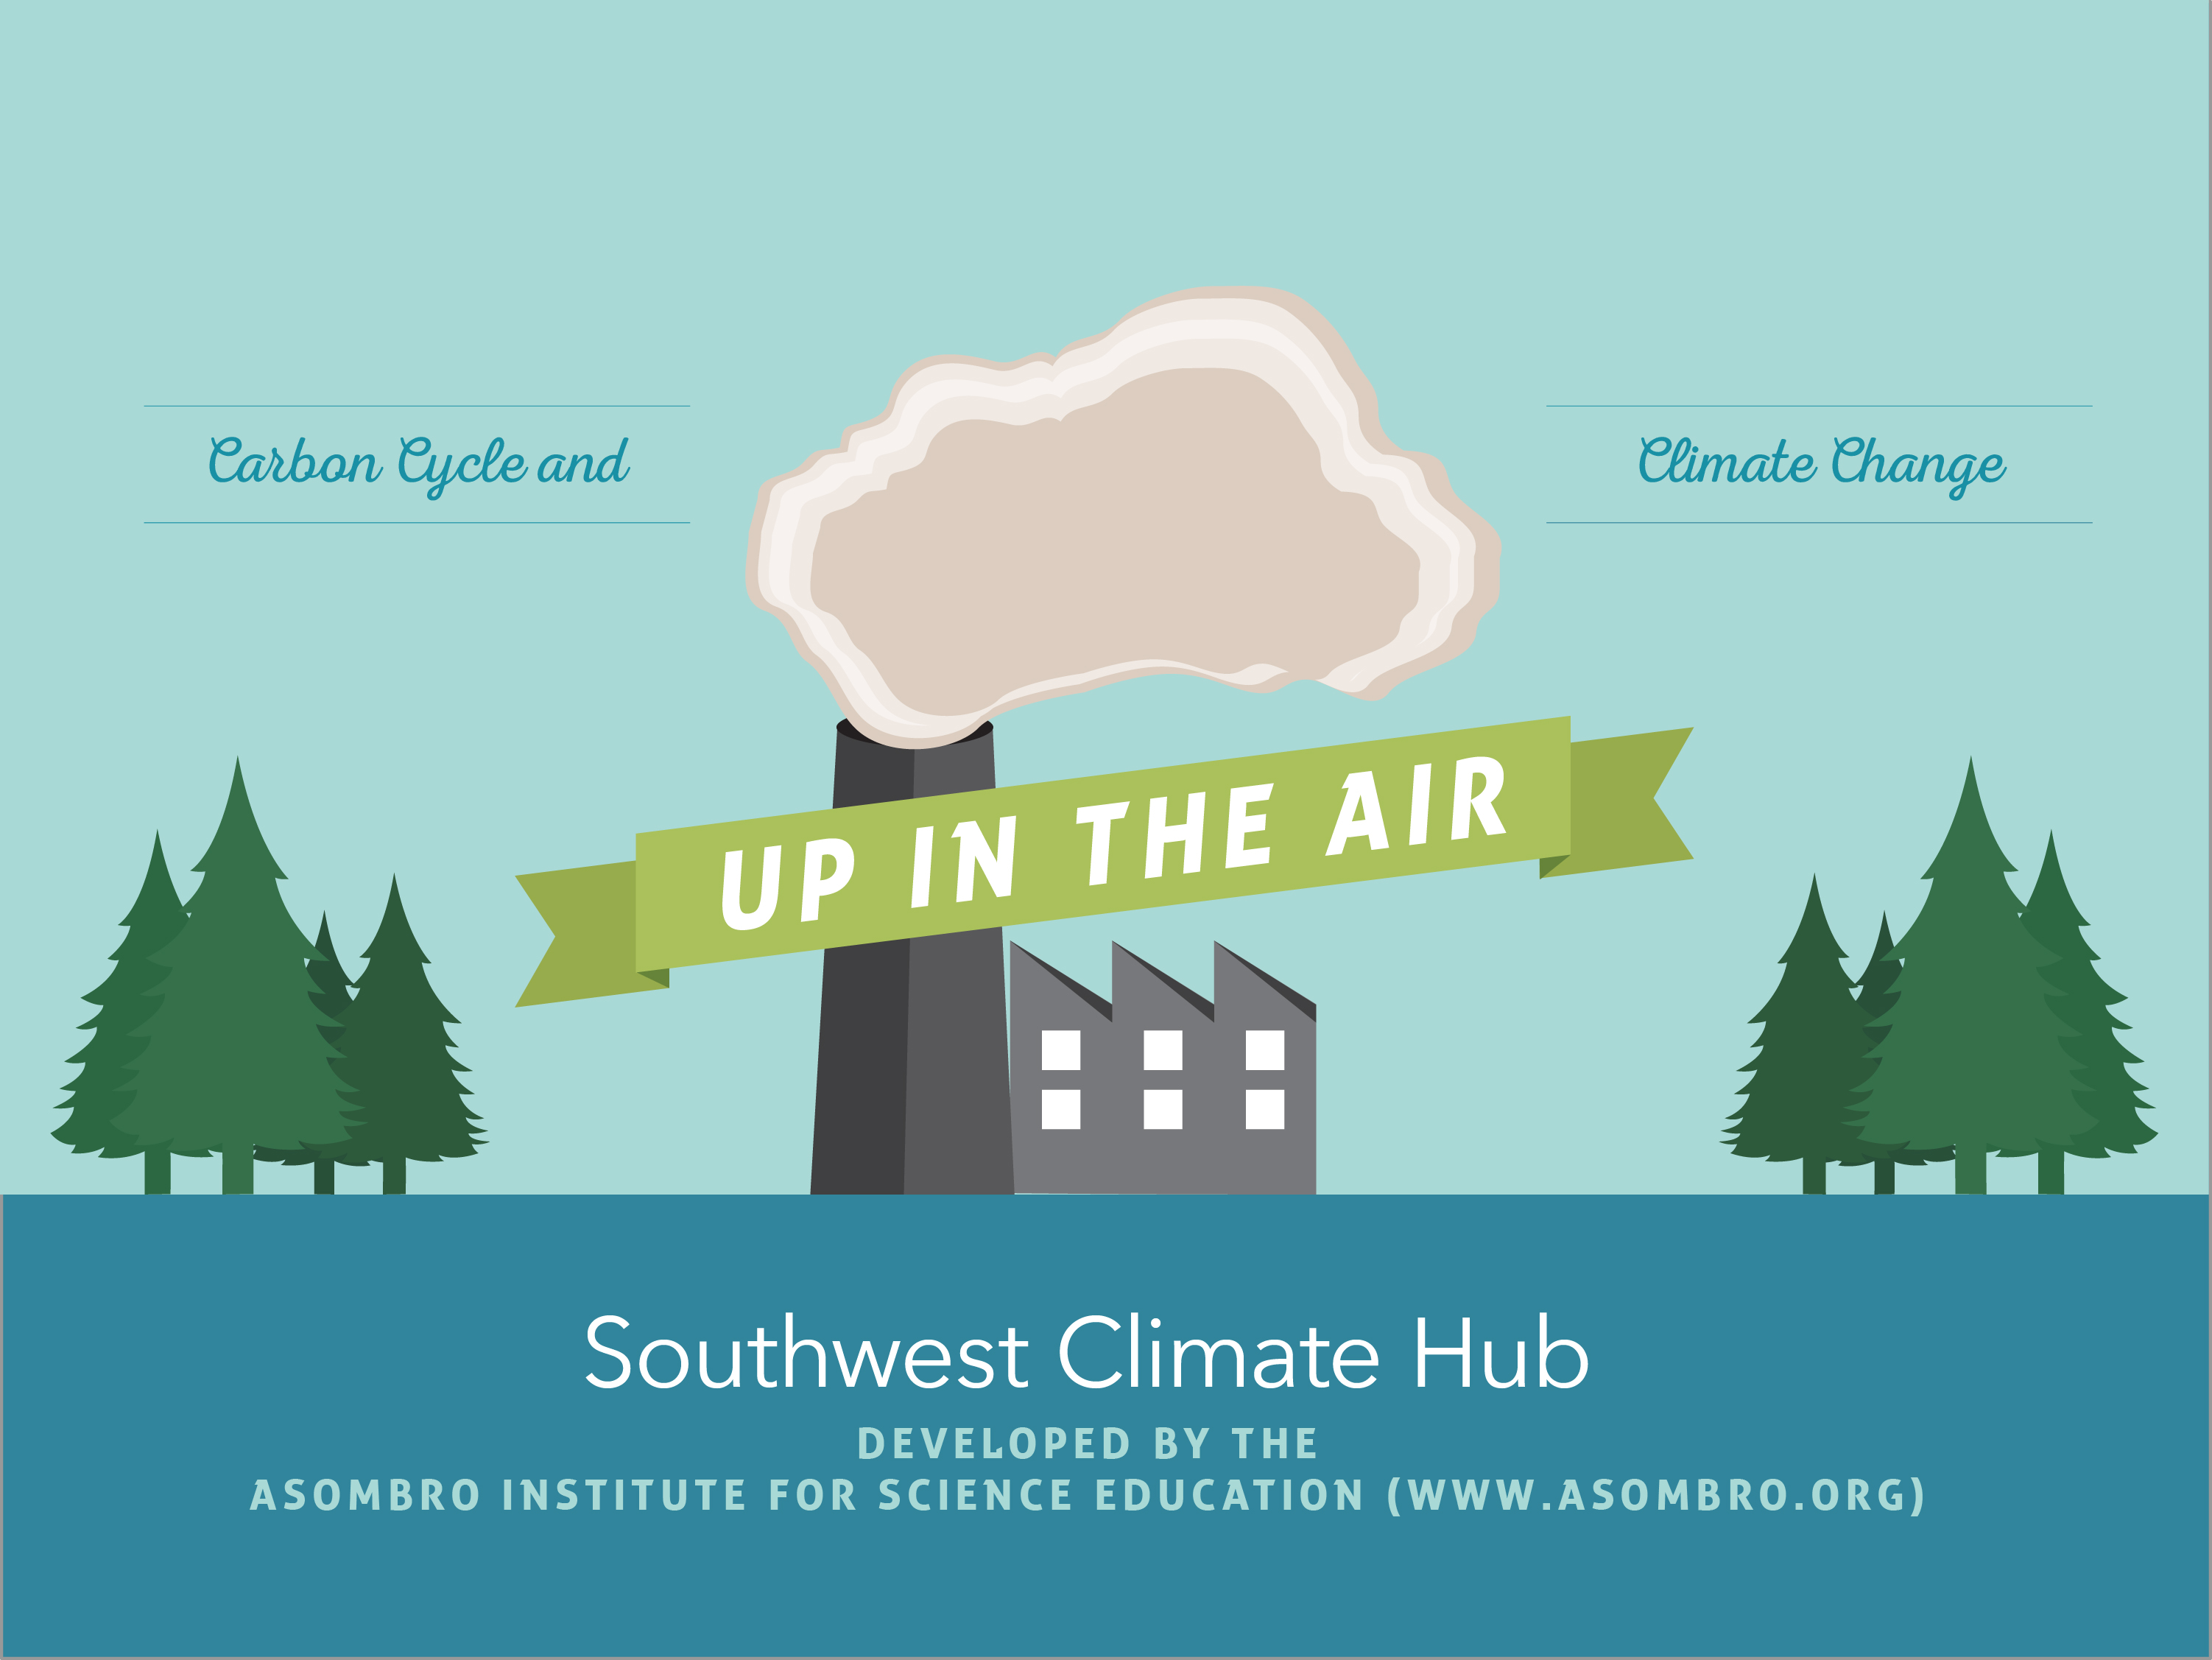 Carbon Cycle and
Climate Change
UP IN THE AIR
Southwest Climate Hub
DEVELOPED BY THE
ASOMBRO INSTITUTE FOR SCIENCE EDUCATION (WWW.ASOMBRO.ORG)